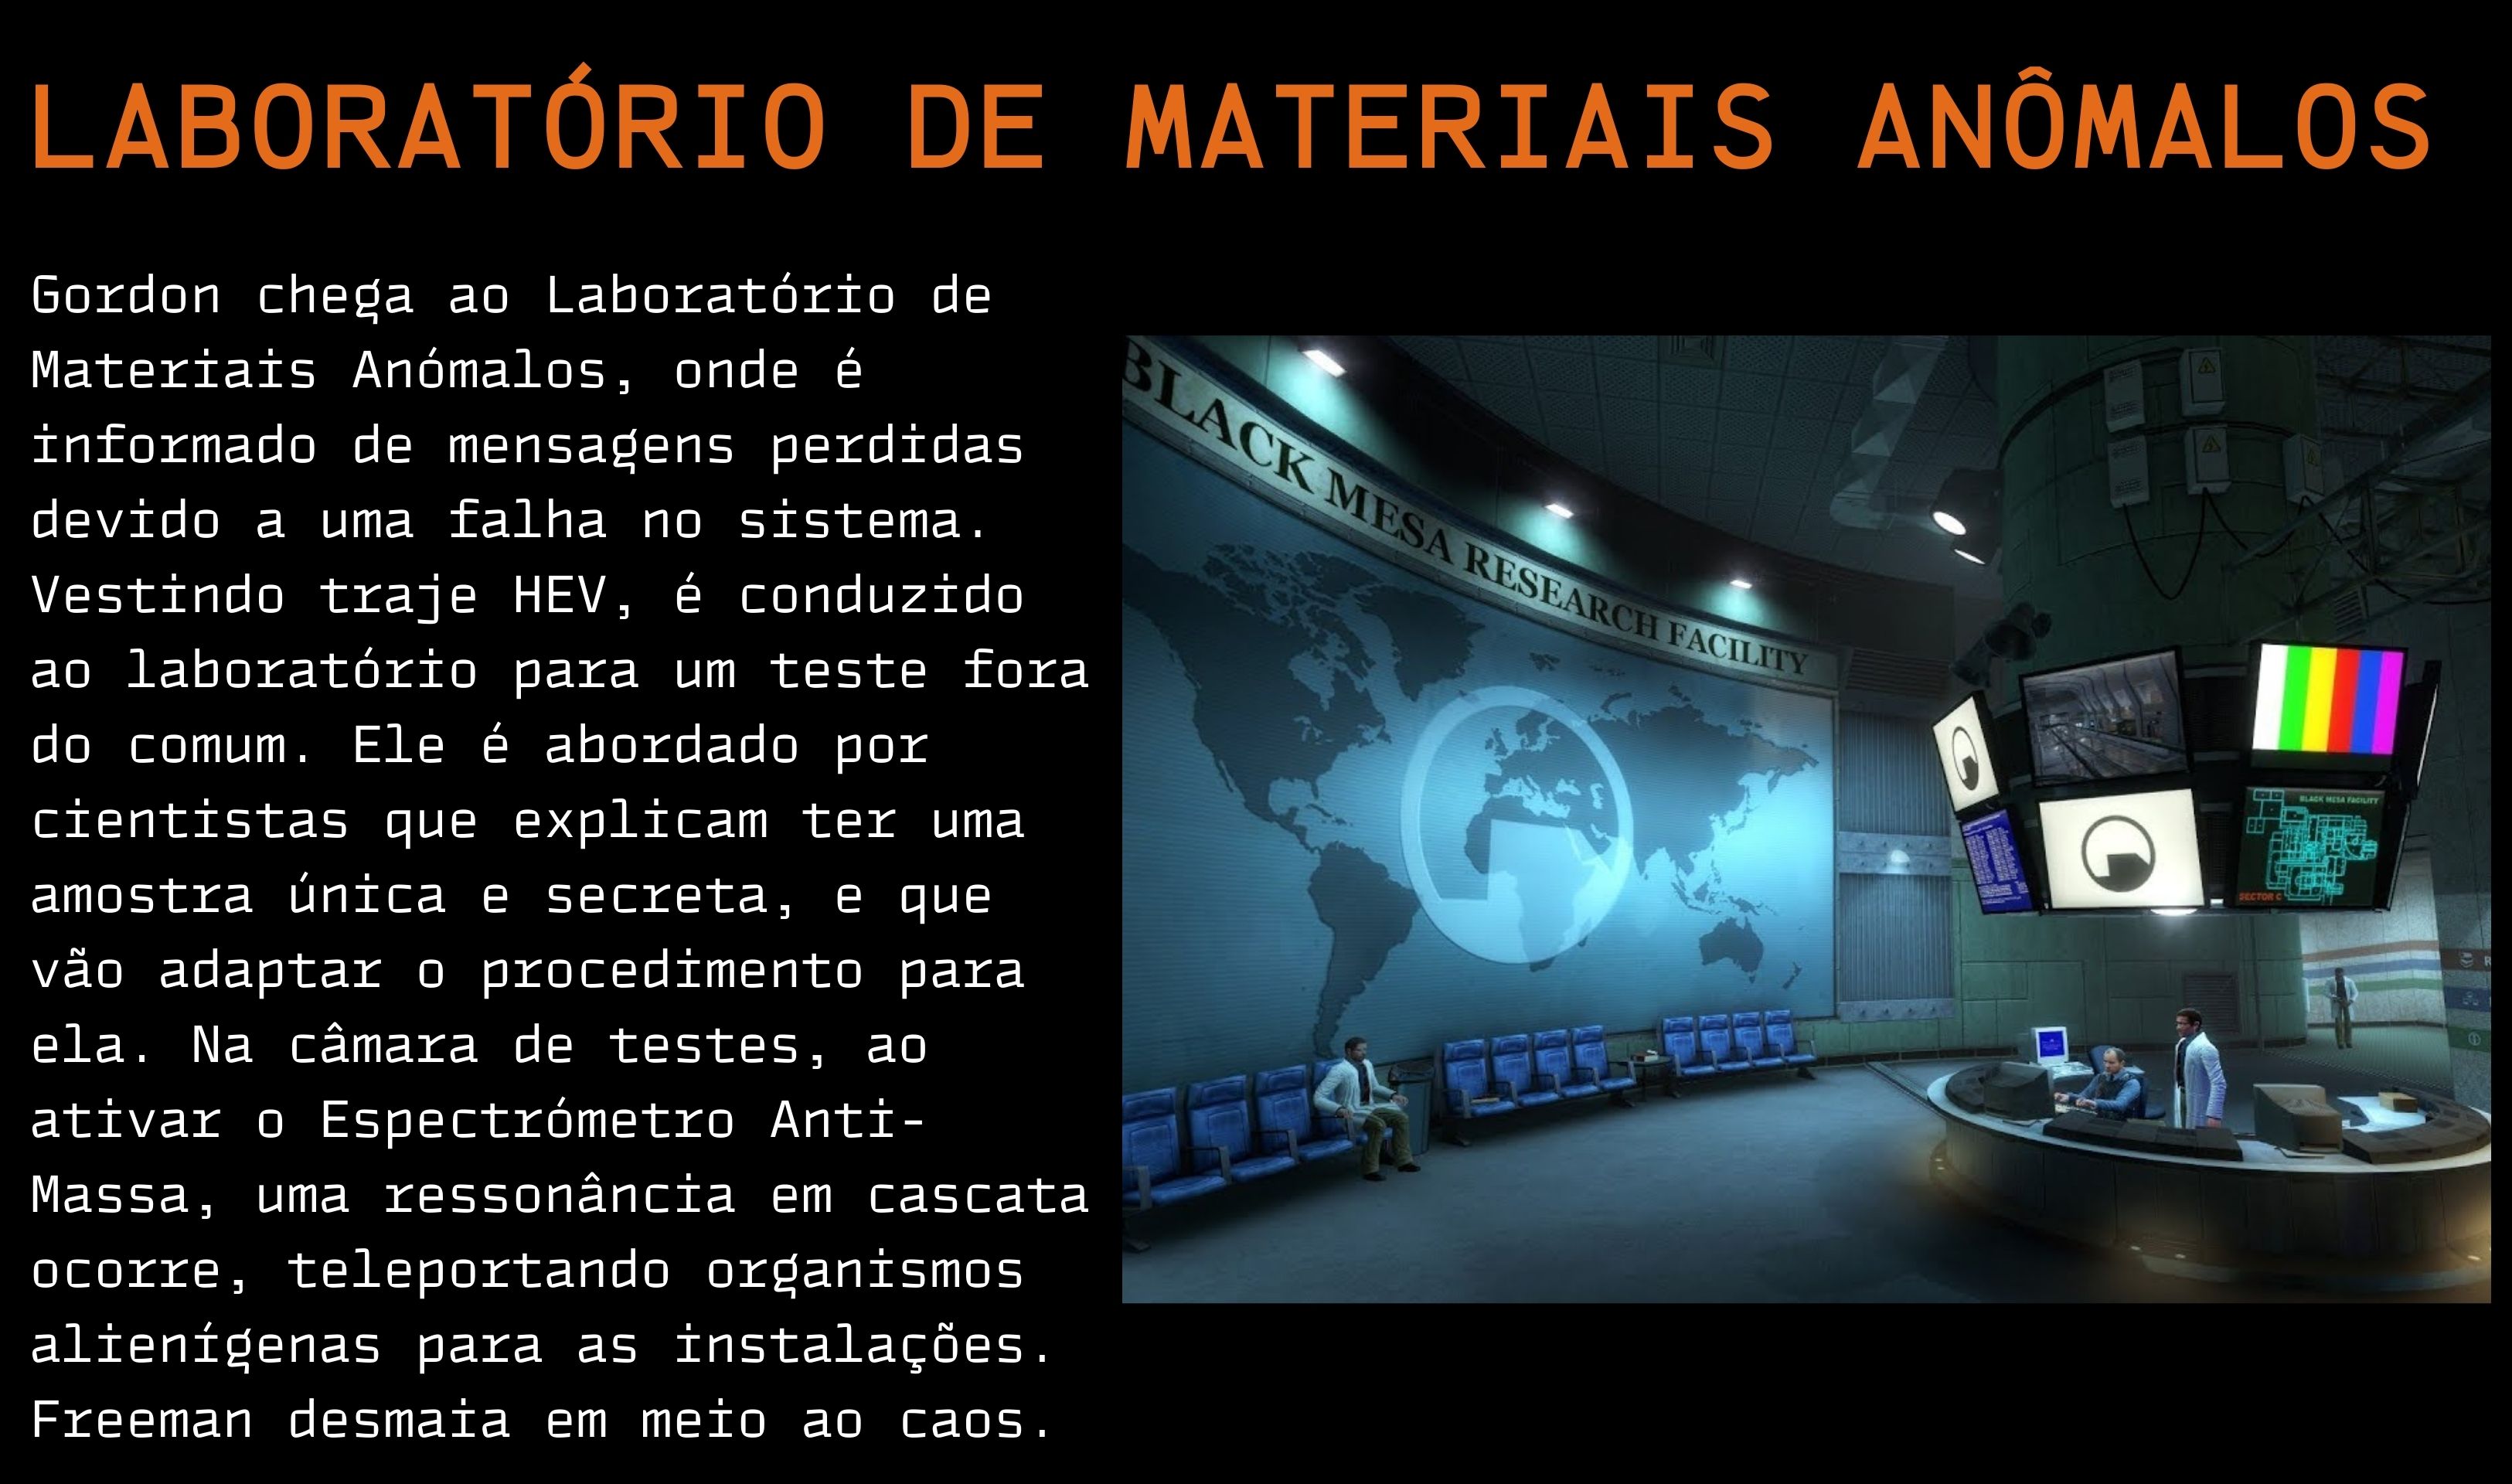 LABORATÓRIO DE MATERIAIS ANÔMALOS
Gordon chega ao Laboratório de
Materiais Anómalos, onde é
informado de mensagens perdidas
devido a uma falha no sistema.
Vestindo traje HEV, é conduzido
ao laboratório para um teste fora
do comum. Ele é abordado por
cientistas que explicam ter uma
amostra única e secreta, e que
vão adaptar o procedimento para
ela. Na câmara de testes, ao
ativar o Espectrómetro Anti-
Massa, uma ressonância em cascata
ocorre, teleportando organismos
alienígenas para as instalações.
Freeman desmaia em meio ao caos.
BLACK MESA RESEARCH FACILITY
BLACK MESA FACILITY
SECTOR C